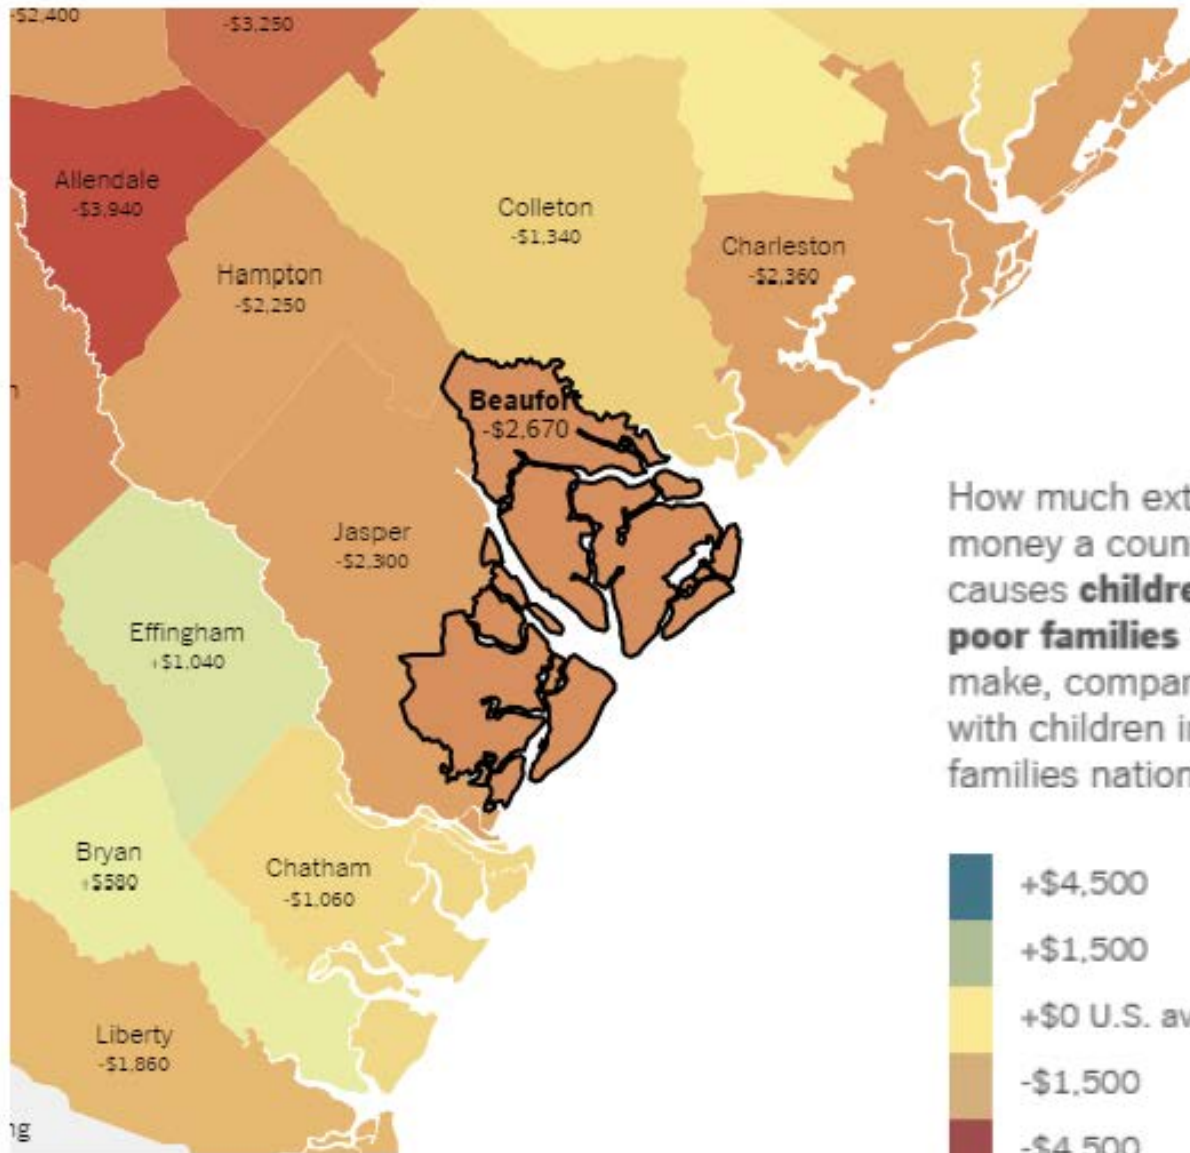 -$2,400
-$3,250
Allendale
-$3,940
Colleton
-$1,340
Charleston
-$2,360
Hampton
-$2,250
Beaufort
-$2,670
Jasper
-$2,300
Effingham
+$1,040
Bryan
+$580
Chatham
-$1,060
Liberty
-$1,860
How much ext
money a coun
causes childre
poor families
make, compar
with children i
families nation
+$4,500
+$1,500
+$0 U.S. av
-$1,500
-$4,500